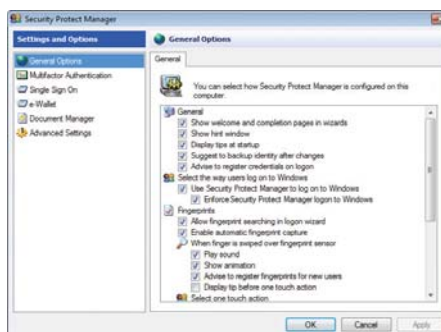 Security Protect Manager
Settings and Options
General Options
Multifactor Authentication
Single Sign On
e-Wallet
Document Manager
Advanced Settings
General Options
General
You can select how Security Protect Manager is configured on this
computer.
General
Show welcome and completion pages in wizards
Show hint window
Display tips at startup
Suggest to backup identity after changes
Advise to register credentials on logon
Select the way users log on to Windows
Use Security Protect Manager to log on to Windows
Enforce Security Protect Manager logon to Windows
Fingerprints
Allow fingerprint searching in logon wizard
Enable automatic fingerprint capture
When finger is swiped over fingerprint sensor
Play sound
Show animation
Advise to register fingerprints for new users
Display tip before one touch action
Select one touch action
OK
Cancel
Apply